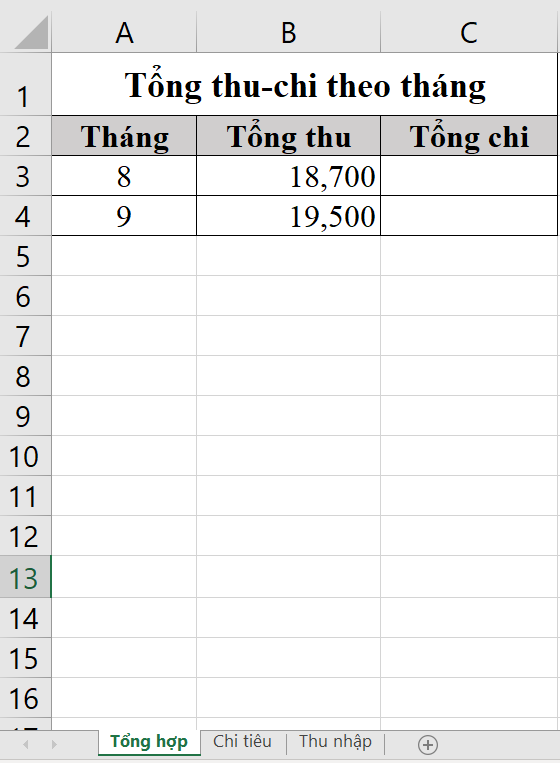 A B C
1 Tổng thu-chi theo tháng
2 Tháng Tổng thu Tổng chi
3 8 18,700
4 9 19,500
5
6
7
8
9
10
11
12
13
14
15
16
Tổng hợp Chi tiêu Thu nhập